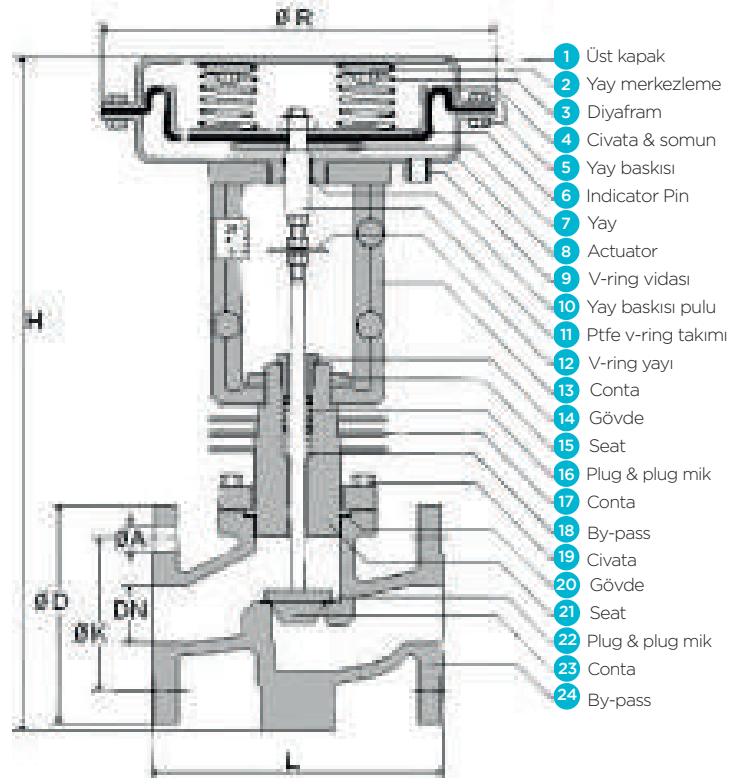 Ø R
1 Üst kapak
2 Yay merkezleme
3 Diyafram
4 Civata & somun
5 Yay baskısı
6 Indicator Pin
7 Yay
8 Actuator
9 V-ring vidası
10 Yay baskısı pulu
11 Ptfe v-ring takımı
12 V-ring yayı
13 Conta
14 Gövde
15 Seat
16 Plug & plug mik
17 Conta
18 By-pass
19 Civata
20 Gövde
21 Seat
22 Plug & plug mik
23 Conta
24 By-pass
H
ØA
ØD
DN
ØK
L